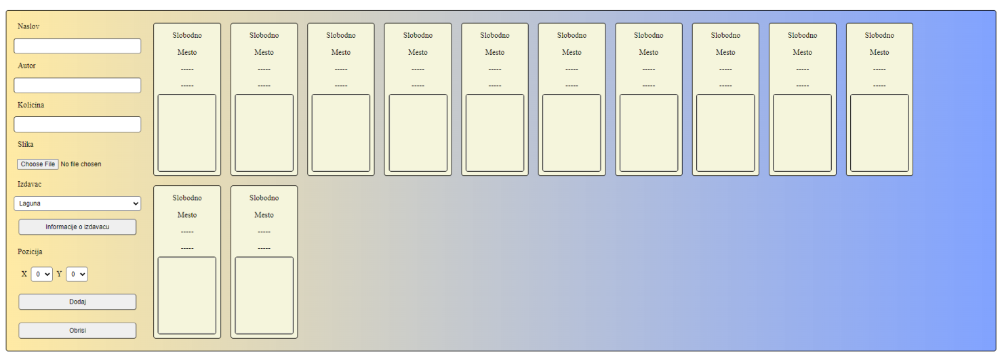 Naslov
Autor
Kolicina
Slika
Choose File No file chosen
Izdavac
Laguna
Informacije o izdavacu
Pozicija
X 0 Y 0
Dodaj
Obrisi
Slobodno Slobodno Slobodno Slobodno Slobodno Slobodno Slobodno Slobodno Slobodno Slobodno
Mesto Mesto Mesto Mesto Mesto Mesto Mesto Mesto Mesto Mesto
----- ----- ----- ----- ----- ----- ----- ----- ----- -----
----- ----- ----- ----- ----- ----- ----- ----- ----- -----
Slobodno Slobodno
Mesto Mesto
----- -----
----- -----